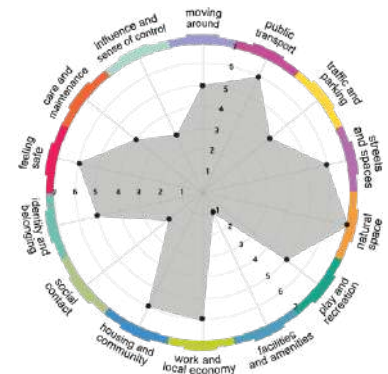 moving
around
public
transport
traffic and
parking
streets
and spaces
natural
space
play and
recreation
facilities
and amenities
work and
local economy
housing and
community
social
contact
identity and
belonging
feeling
safe
care and
maintenance
influence and
sense of control
7
6
5
4
3
2
1
6 5 4 3 2 1
1
2
3
4
5
6
7